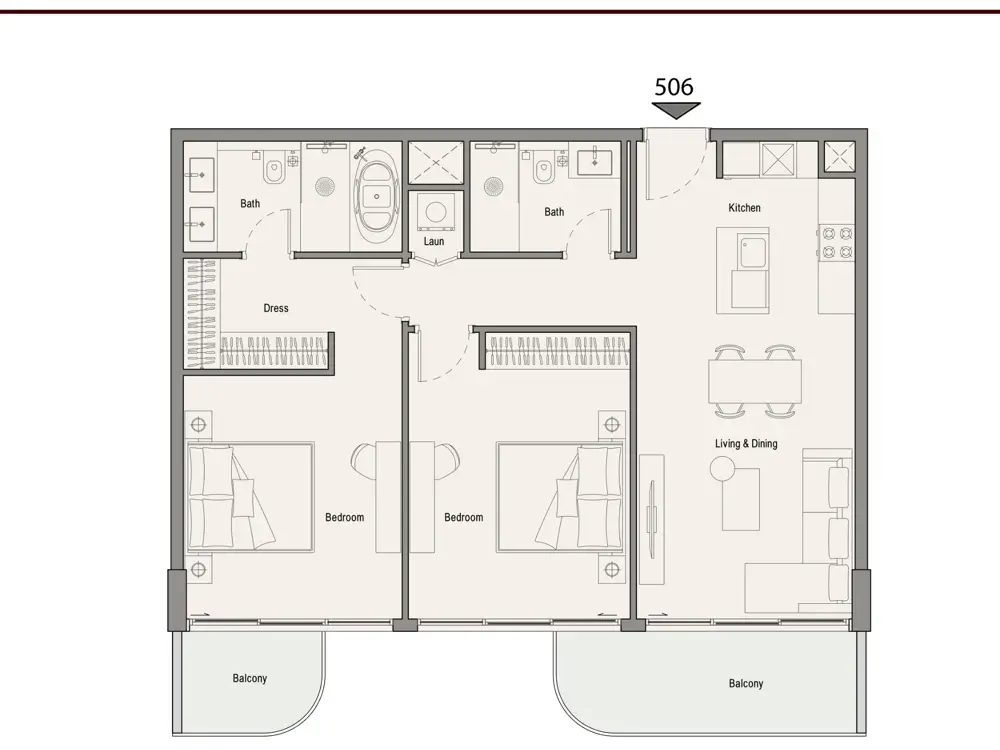 506
Kitchen
Bath
Bath
Laun
Dress
Living & Dining
Bedroom
Bedroom
Balcony
Balcony